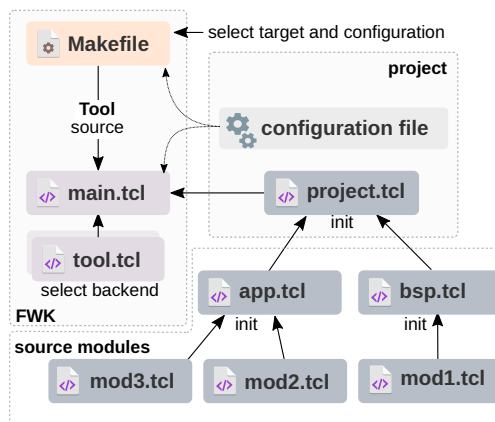 Makefile
select target and configuration
project
Tool
source
configuration file
main.tcl
project.tcl
init
tool.tcl
select backend
FWK
app.tcl
bsp.tcl
init
init
source modules
mod3.tcl
mod2.tcl
mod1.tcl